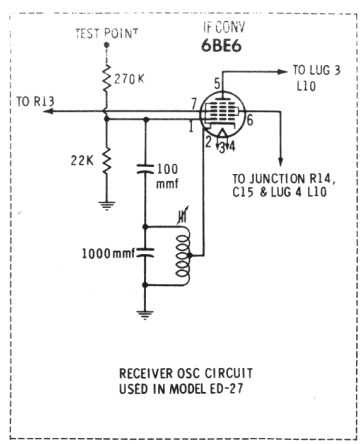 TEST POINT
IF CONV
6BE6
270K
5
TO LUG 3
L10
TO R13
7
1
6
2
3
4
22K
100
mmf
TO JUNCTION R14,
C15 & LUG 4 L10
1000mmf
RECEIVER OSC CIRCUIT
USED IN MODEL ED-27